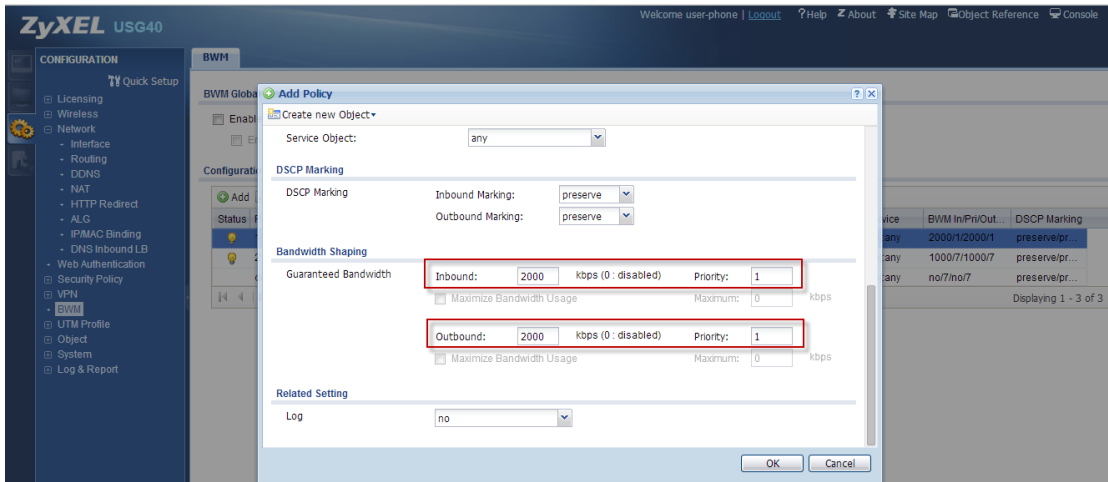 Welcome user-phone | Logout ?Help Z About Site Map Object Reference Console
ZyXEL USG40
CONFIGURATION
Quick Setup
Licensing
Wireless
Network
Interface
Routing
DDNS
NAT
HTTP Redirect
ALG
IP/MAC Binding
DNS Inbound LB
Web Authentication
Security Policy
VPN
BWM
UTM Profile
Object
System
Log & Report
BWM
BWM Globa
Enabl
Configurati
Add
Status
vice BWM In/Pri/Out... DSCP Marking
any 2000/1/2000/1 preserve/pr...
any 1000/7/1000/7 preserve/pr...
any no/7/no/7 preserve/pr...
Displaying 1 - 3 of 3
Add Policy
Create new Object
Service Object: any
DSCP Marking
DSCP Marking Inbound Marking: preserve
Outbound Marking: preserve
Bandwidth Shaping
Guaranteed Bandwidth Inbound: 2000 kbps (0 : disabled) Priority: 1
Maximize Bandwidth Usage Maximum: 0 kbps
Outbound: 2000 kbps (0 : disabled) Priority: 1
Maximize Bandwidth Usage Maximum: 0 kbps
Related Setting
Log no
OK Cancel